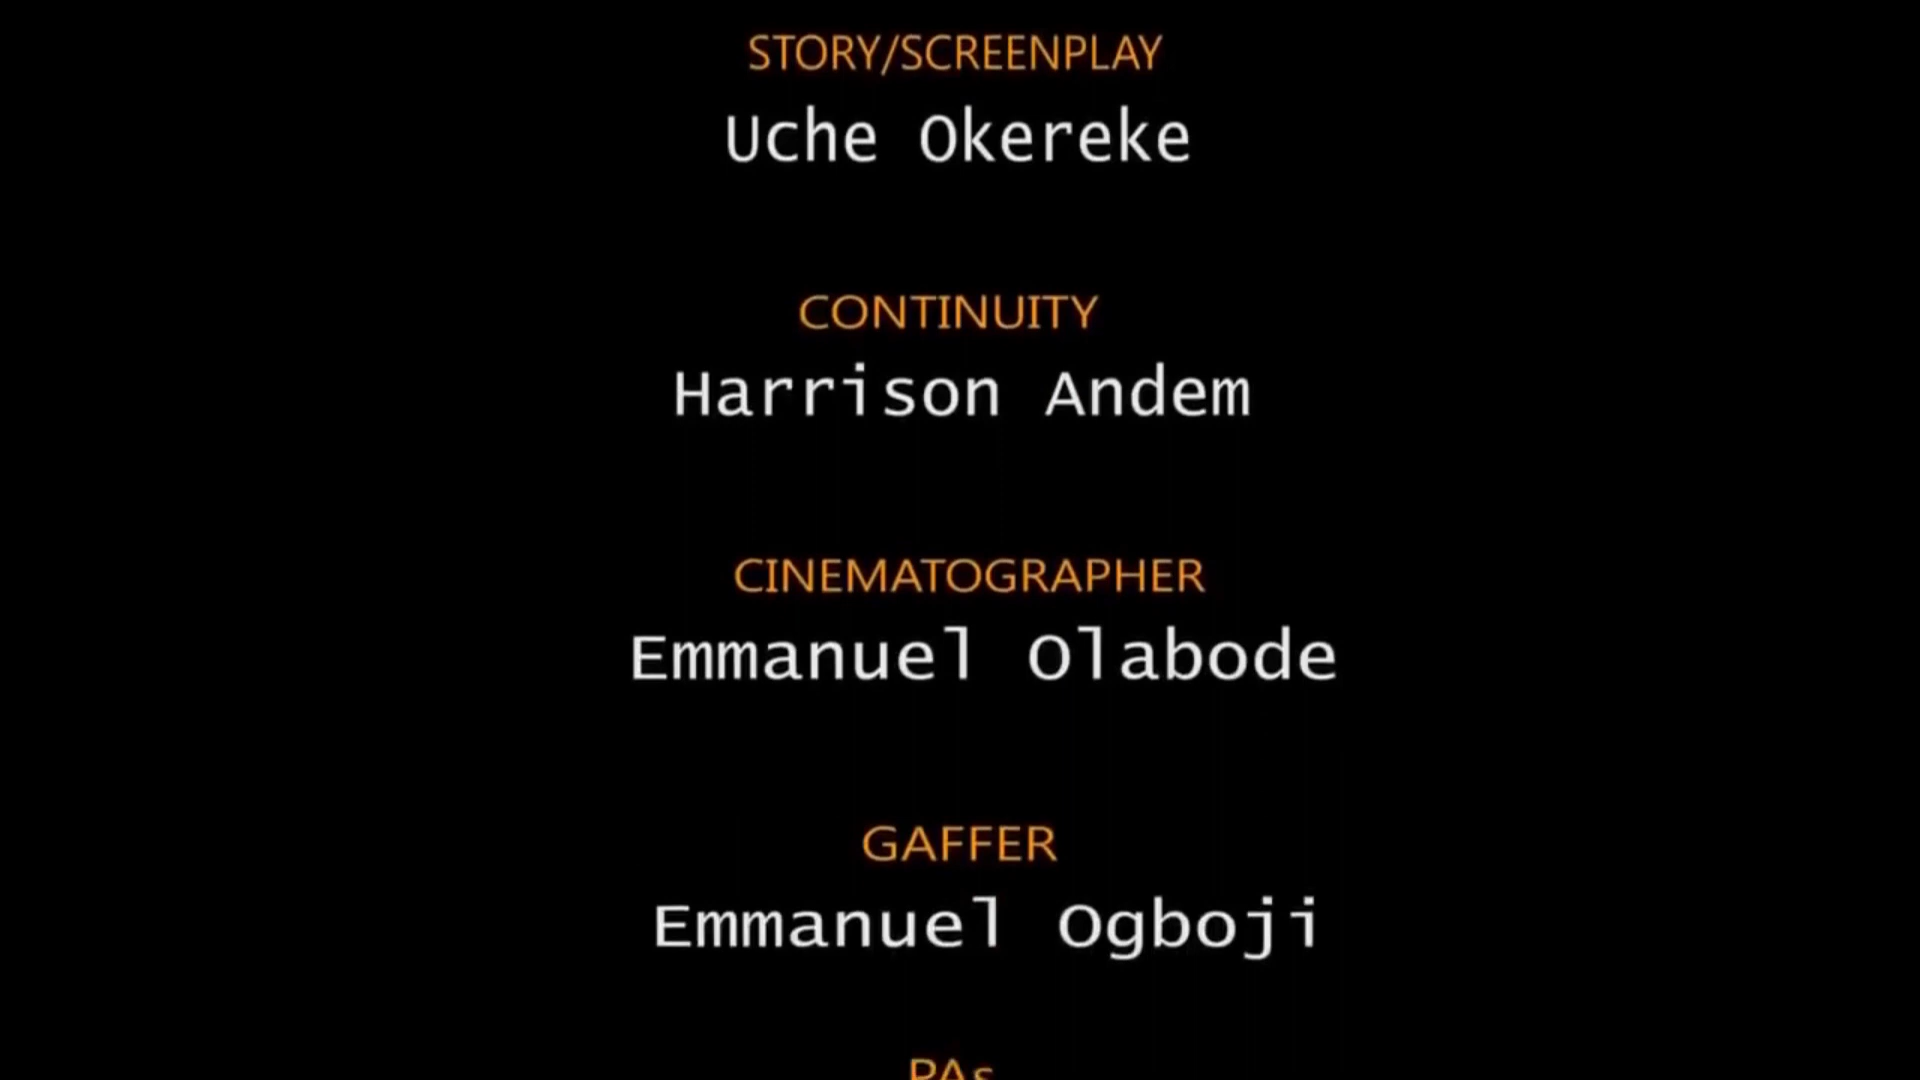 STORY/SCREENPLAY
Uche Okereke
CONTINUITY
Harrison Andem
CINEMATOGRAPHER
Emmanuel Olabode
GAFFER
Emmanuel Ogboji
PAs